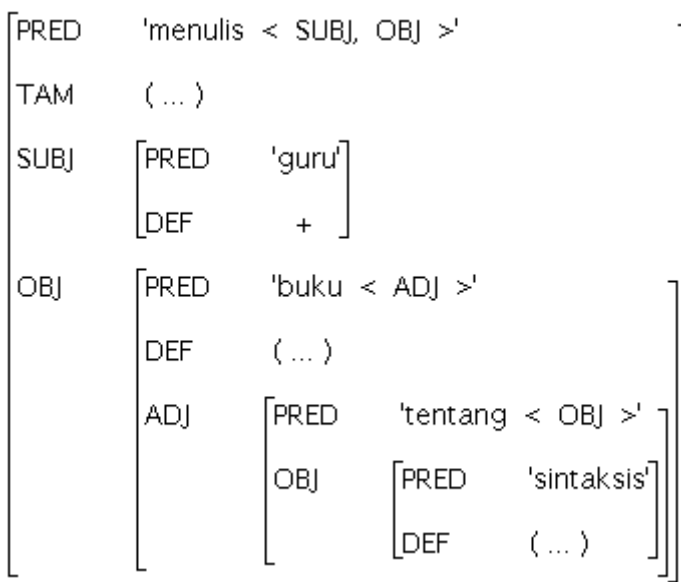 PRED 'menulis < SUBJ, OBJ >'
TAM ( ... )
SUBJ PRED 'guru'
DEF +
OBJ PRED 'buku < ADJ >'
DEF ( ... )
ADJ PRED 'tentang < OBJ >'
OBJ PRED 'sintaksis'
DEF ( ... )